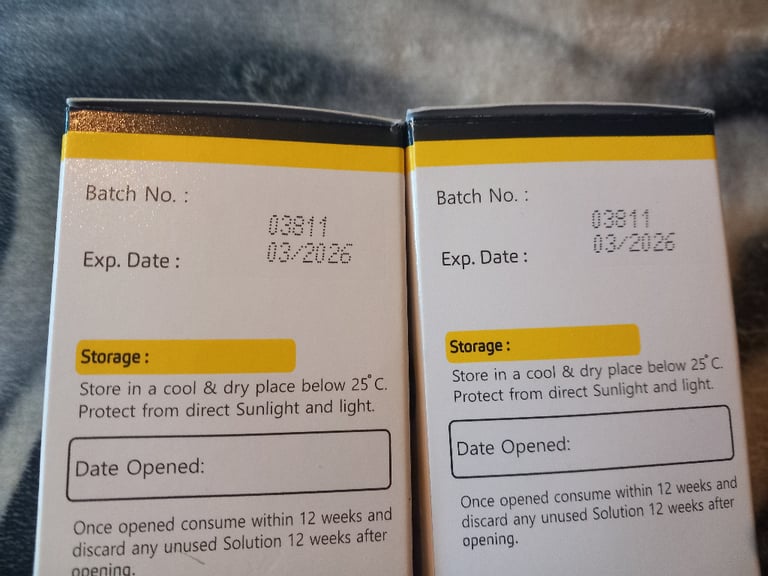 Batch No. :
03811
Exp. Date :
03/2026
Storage :
Store in a cool & dry place below 25°C.
Protect from direct Sunlight and light.
Date Opened:
Once opened consume within 12 weeks and
discard any unused Solution 12 weeks after
opening.
Batch No. :
03811
Exp. Date :
03/2026
Storage :
Store in a cool & dry place below 25°C.
Protect from direct Sunlight and light.
Date Opened:
Once opened consume within 12 weeks and
discard any unused Solution 12 weeks after
opening.